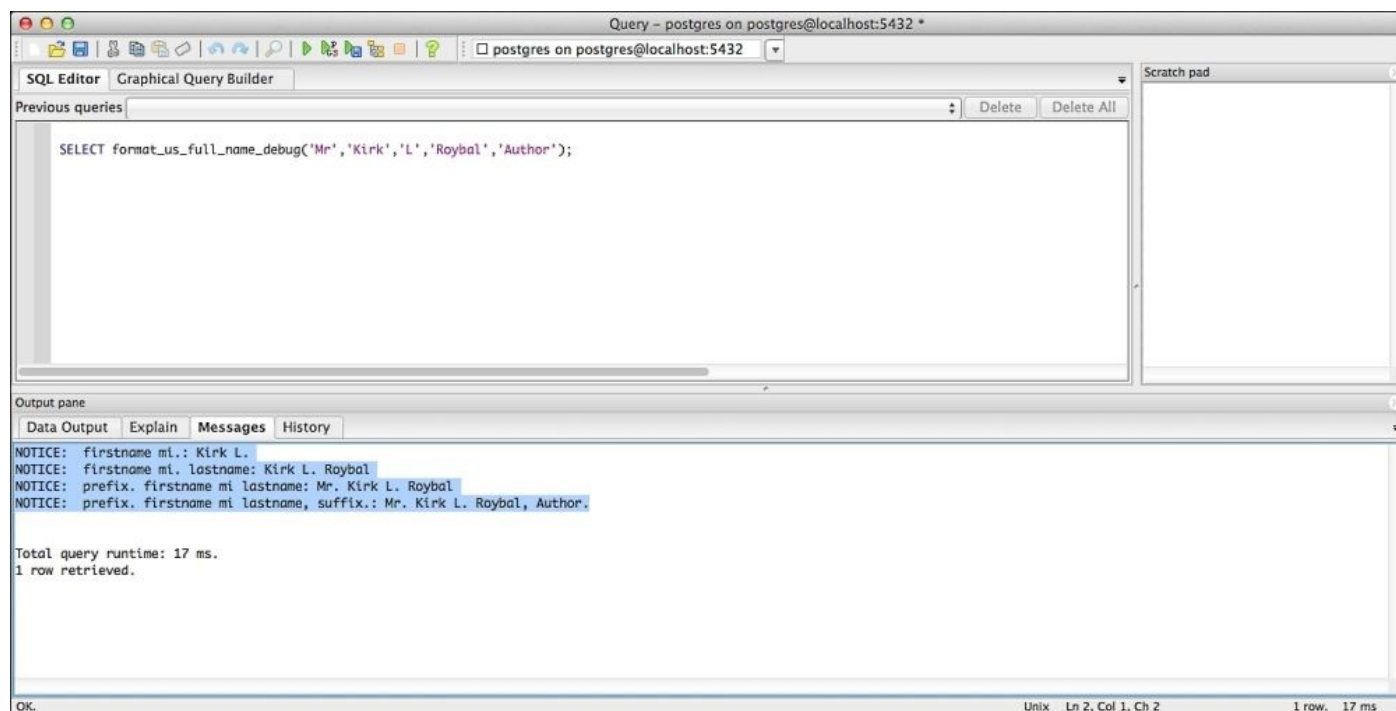 Query – postgres on postgres@localhost:5432 *
postgres on postgres@localhost:5432
SQL Editor Graphical Query Builder
Scratch pad
Previous queries Delete Delete All
SELECT format_us_full_name_debug('Mr','Kirk','L','Roybal','Author');
Output pane
Data Output Explain Messages History
NOTICE:  firstname mi.: Kirk L.
NOTICE:  firstname mi. lastname: Kirk L. Roybal
NOTICE:  prefix. firstname mi lastname: Mr. Kirk L. Roybal
NOTICE:  prefix. firstname mi lastname, suffix.: Mr. Kirk L. Roybal, Author.
Total query runtime: 17 ms.
1 row retrieved.
OK. Unix Ln 2, Col 1, Ch 2 1 row. 17 ms